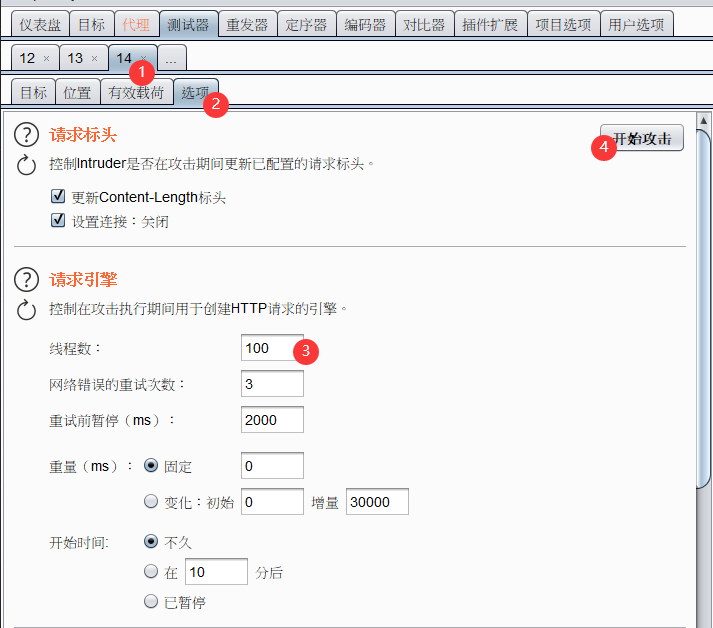 仪表盘 目标 代理 测试器 重发器 定序器 编码器 对比器 插件扩展 项目选项 用户选项
12 × 13 × 14 × ...
1
目标 位置 有效载荷 选项
2
? 请求标头 开始攻击
4
控制Intruder是否在攻击期间更新已配置的请求标头。
更新Content-Length标头
设置连接：关闭
? 请求引擎
控制在攻击执行期间用于创建HTTP请求的引擎。
线程数： 100 3
网络错误的重试次数： 3
重试前暂停（ms）： 2000
重量（ms）： 固定 0
变化：初始 0 增量 30000
开始时间: 不久
在 10 分后
已暂停